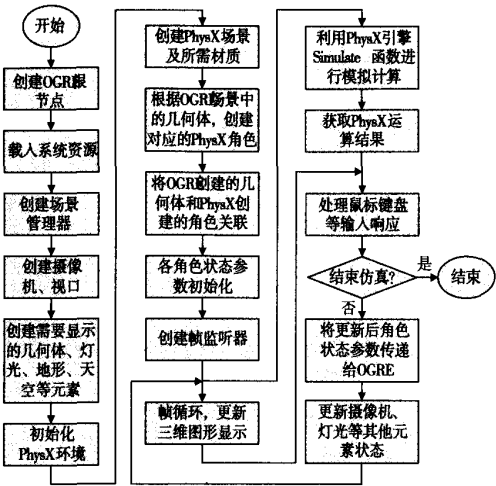 开始
创建OGR跟
节点
载入系统资源
创建场景
管理器
创建摄像
机、视口
创建需要显示
的几何体、灯
光、地形、天
空等元素
初始化
PhysX环境
创建PhysX场景
及所需材质
根据OGR场景中
的几何体，创建
对应的PhysX角色
将OGR创建的几
何体和PhysX创
建的角色关联
各角色状态参
数初始化
创建帧监听器
帧循环，更新
三维图形显示
利用PhysX引擎
Simulate 函数进
行模拟计算
获取PhysX运
算结果
处理鼠标键盘
等输入响应
结束仿真?
是
结束
否
将更新后角色
状态参数传递
给OGRE
更新摄像机、
灯光等其他元
素状态